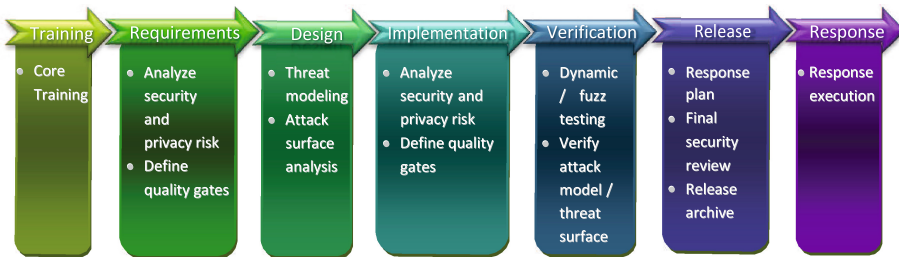 Training
Core
Training
Requirements
Analyze
security
and
privacy risk
Define
quality gates
Design
Threat
modeling
Attack
surface
analysis
Implementation
Analyze
security and
privacy risk
Define quality
gates
Verification
Dynamic
/ fuzz
testing
Verify
attack
model /
threat
surface
Release
Response
plan
Final
security
review
Release
archive
Response
Response
execution